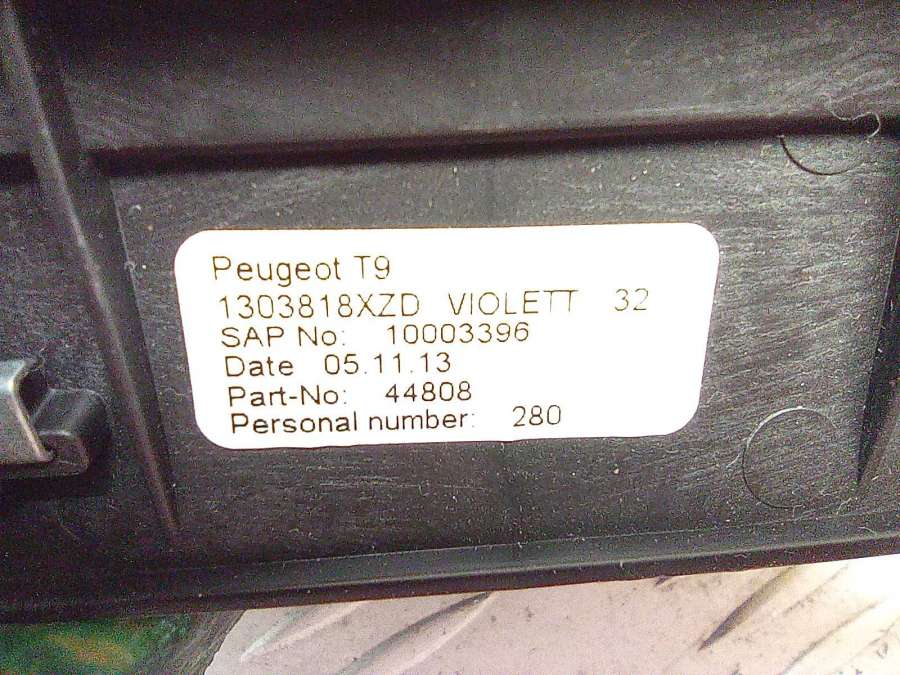 Peugeot T9
1303818XZD VIOLETT 32
SAP No: 10003396
Date 05.11.13
Part-No: 44808
Personal number: 280